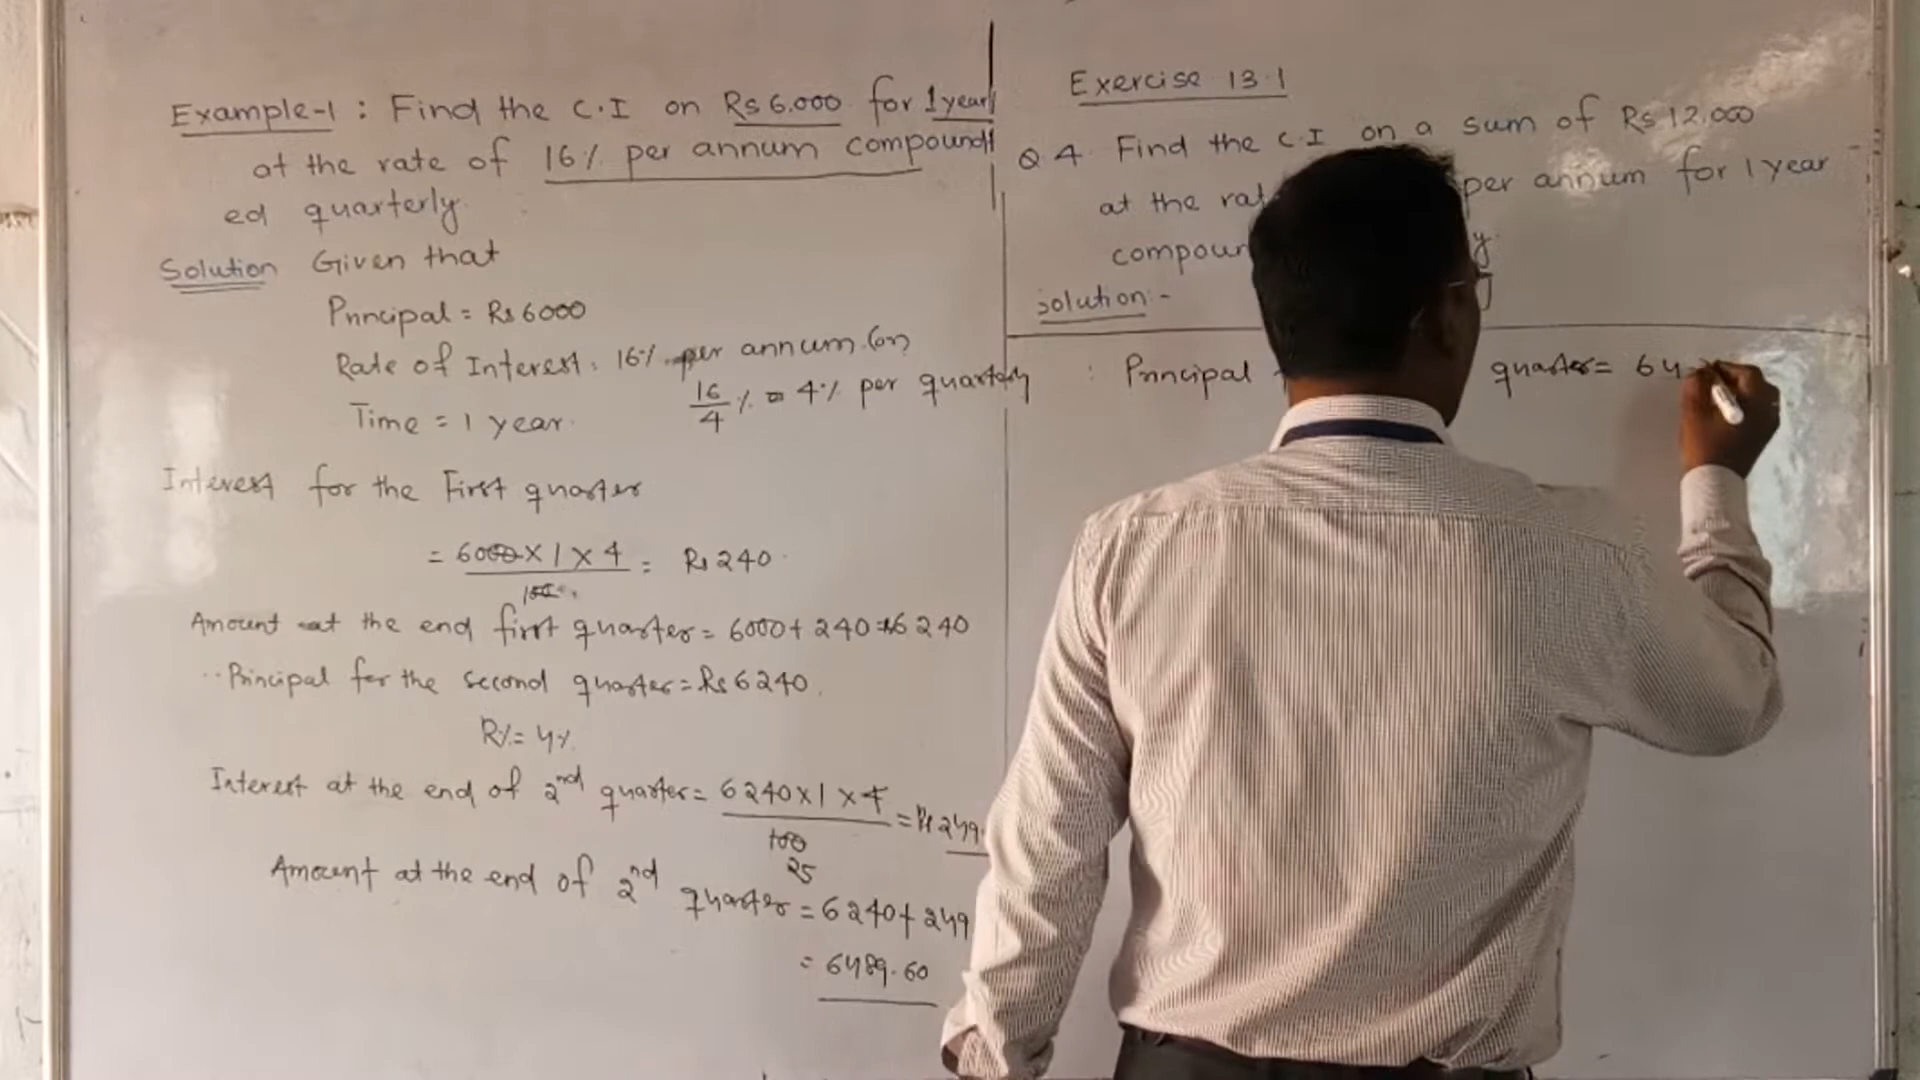 Example-1 : Find the C.I on Rs 6.000 for 1 year
at the rate of 16% per annum compound
ed quarterly.
Solution Given that
Principal = Rs 6000
Rate of Interest : 16% per annum (or)
16/4 % = 4% per quarterly
Time = 1 year.
Interest for the First quarter
= 6000 X 1 X 4 / 100 = Rs 240
Amount at the end first quarter = 6000 + 240 = 6240
∴ Principal for the second quarter = Rs 6240.
R% = 4%
Interest at the end of 2nd quarter = 6240 x 1 x 4 / 100 = Rs 249.
25
Amount at the end of 2nd quarter = 6240 + 249
= 6489.60
Exercise 13.1
Q 4. Find the C.I on a sum of Rs 12.000
at the per annum for 1 year
solution :-
: Principal quarter = 64